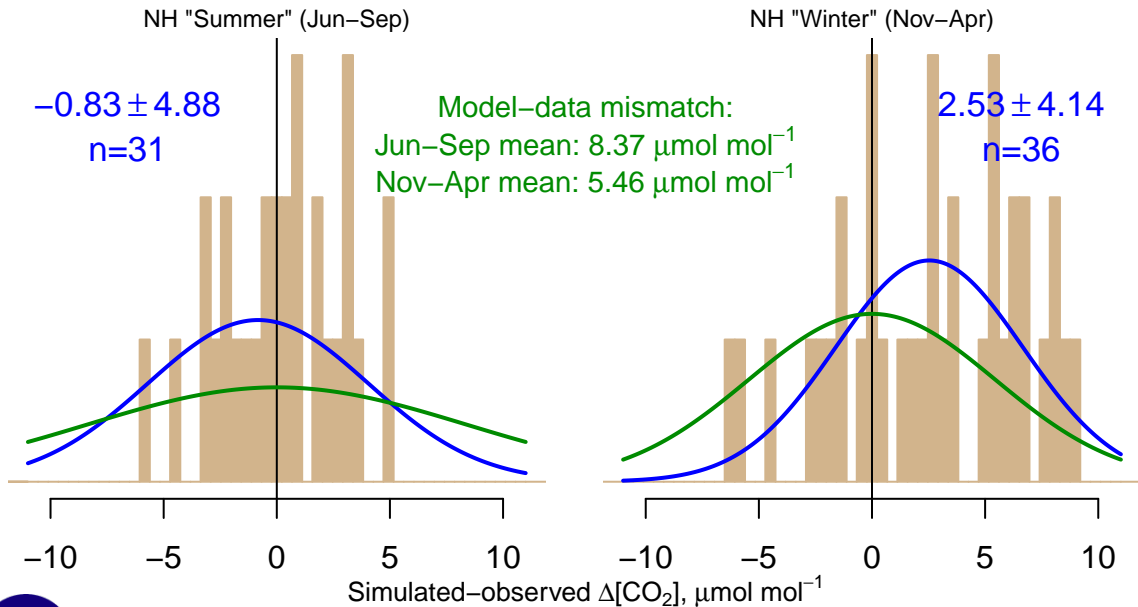 NH "Summer" (Jun−Sep)
NH "Winter" (Nov−Apr)
−0.83 ± 4.88
n=31
Model−data mismatch:
Jun−Sep mean: 8.37 μmol mol⁻¹
Nov−Apr mean: 5.46 μmol mol⁻¹
2.53 ± 4.14
n=36
−10 −5 0 5 10
−10 −5 0 5 10
Simulated−observed Δ[CO₂], μmol mol⁻¹